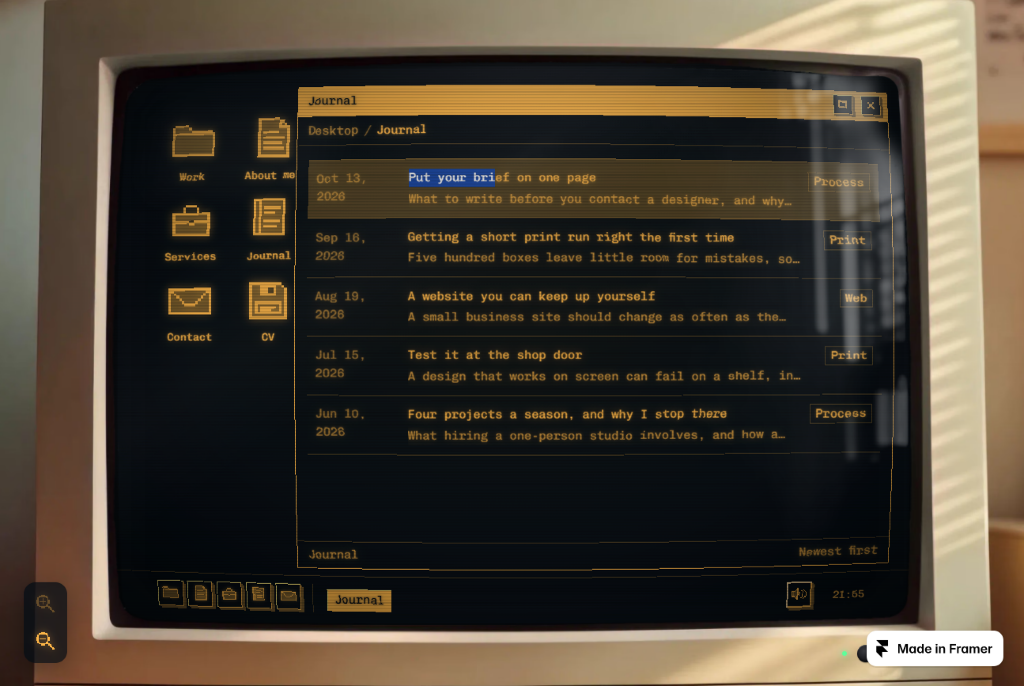 Journal
Desktop / Journal
Work
About me
Services
Journal
Contact
CV
Oct 13, 2026
Put your brief on one page
What to write before you contact a designer, and why…
Process
Sep 16, 2026
Getting a short print run right the first time
Five hundred boxes leave little room for mistakes, so…
Print
Aug 19, 2026
A website you can keep up yourself
A small business site should change as often as the…
Web
Jul 15, 2026
Test it at the shop door
A design that works on screen can fail on a shelf, in…
Print
Jun 10, 2026
Four projects a season, and why I stop there
What hiring a one-person studio involves, and how a…
Process
Journal
Newest first
Journal
21:55
Made in Framer